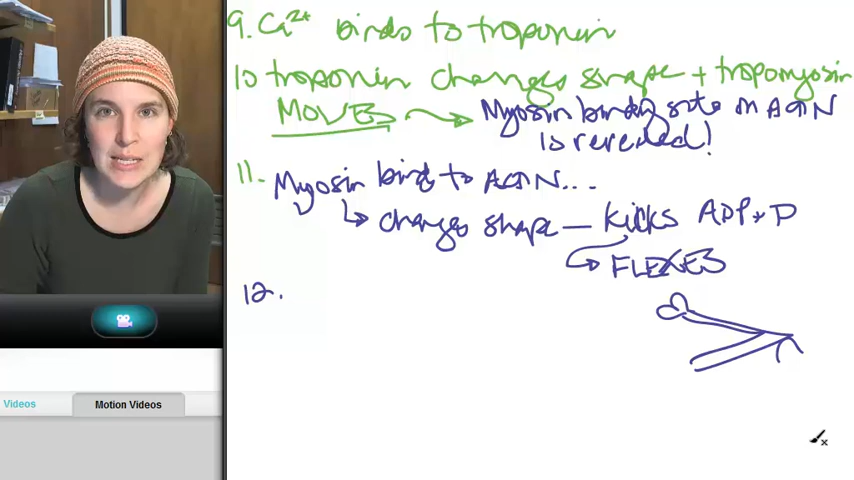 9. Ca²⁺ binds to troponin
10 troponin changes shape + tropomyosin
MOVES → Myosin binding site on ACTIN
is revealed!
11. Myosin binds to ACTIN...
↳ changes shape — kicks ADP + P
→ FLEXES
12.
Videos
Motion Videos